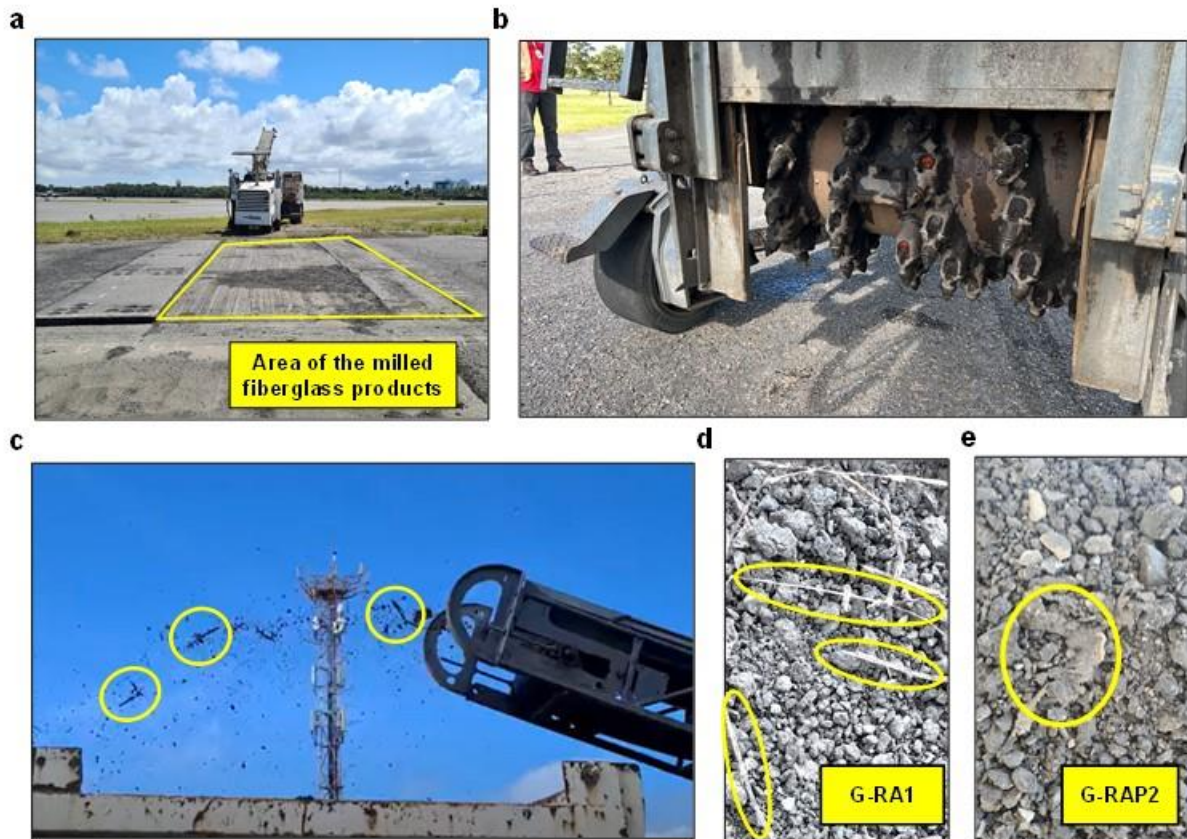 a
b
Area of the milled
fiberglass products
c
d
e
G-RA1
G-RAP2